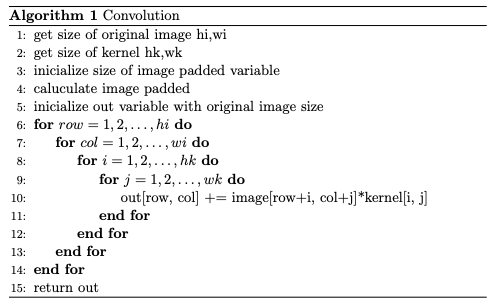 Algorithm 1 Convolution
1: get size of original image hi,wi
2: get size of kernel hk,wk
3: inicialize size of image padded variable
4: caluculate image padded
5: inicialize out variable with original image size
6: for row = 1, 2, . . . , hi do
7: for col = 1, 2, . . . , wi do
8: for i = 1, 2, . . . , hk do
9: for j = 1, 2, . . . , wk do
10: out[row, col] += image[row+i, col+j]*kernel[i, j]
11: end for
12: end for
13: end for
14: end for
15: return out